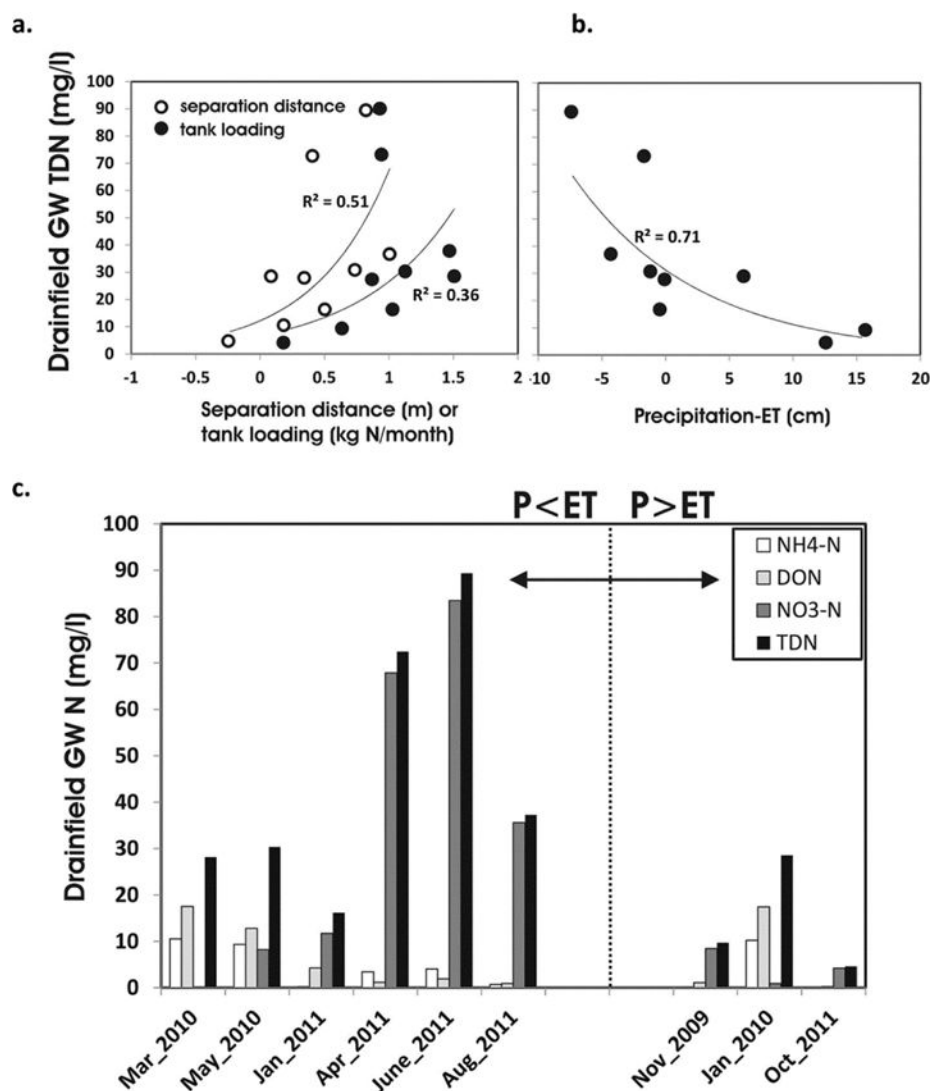 a.
b.
Drainfield GW TDN (mg/l)
100
90
80
70
60
50
40
30
20
10
0
separation distance
tank loading
R² = 0.51
R² = 0.36
-1
0
0.5
1
1.5
2
Separation distance (m) or
tank loading (kg N/month)
R² = 0.71
-10
-5
0
5
10
15
20
Precipitation-ET (cm)
c.
P<ET
P>ET
Drainfield GW N (mg/l)
100
90
80
70
60
50
40
30
20
10
0
NH4-N
DON
NO3-N
TDN
Mar_2010
May_2010
Jan_2011
Apr_2011
June_2011
Aug_2011
Nov_2009
Jan_2010
Oct_2011